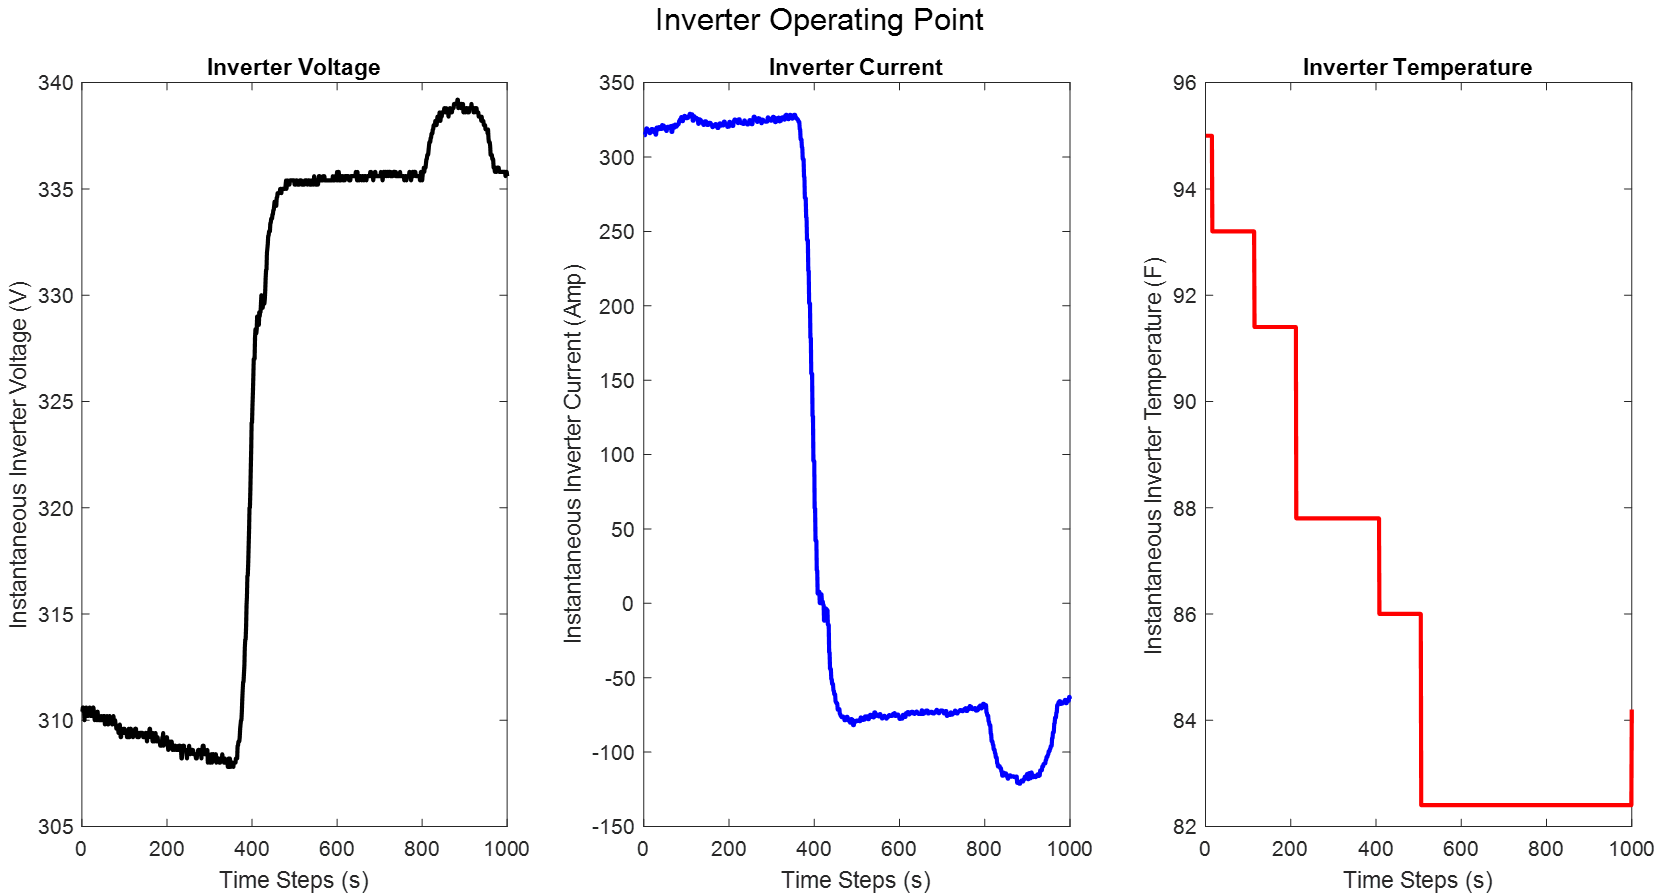 Inverter Operating Point
Inverter Voltage
Instantaneous Inverter Voltage (V)
340
335
330
325
320
315
310
305
0 200 400 600 800 1000
Time Steps (s)
Inverter Current
Instantaneous Inverter Current (Amp)
350
300
250
200
150
100
50
0
-50
-100
-150
0 200 400 600 800 1000
Time Steps (s)
Inverter Temperature
Instantaneous Inverter Temperature (F)
96
94
92
90
88
86
84
82
0 200 400 600 800 1000
Time Steps (s)